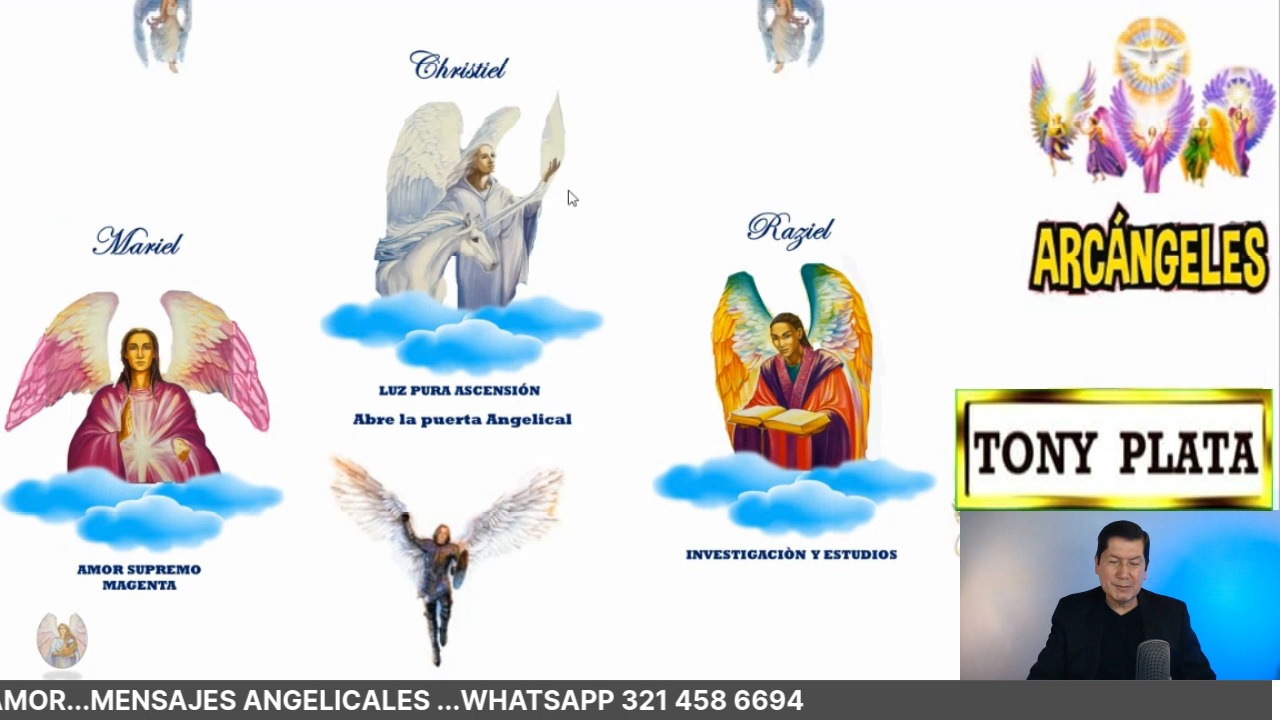 Christiel
Mariel
Raziel
ARCÁNGELES
LUZ PURA ASCENSIÓN
Abre la puerta Angelical
TONY PLATA
INVESTIGACIÒN Y ESTUDIOS
AMOR SUPREMO
MAGENTA
AMOR...MENSAJES ANGELICALES ...WHATSAPP 321 458 6694